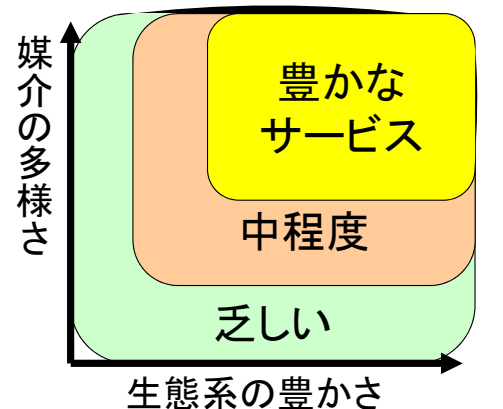 媒介の多様さ
豊かな
サービス
中程度
乏しい
生態系の豊かさ